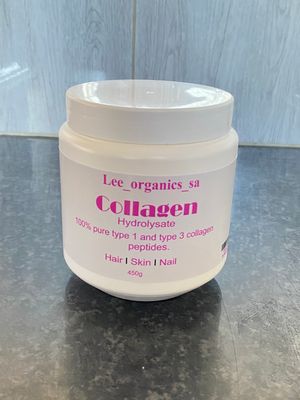 Lee_organics_sa
Collagen
Hydrolysate
100% pure type 1 and type 3 collagen
peptides.
Hair I Skin I Nail
450g